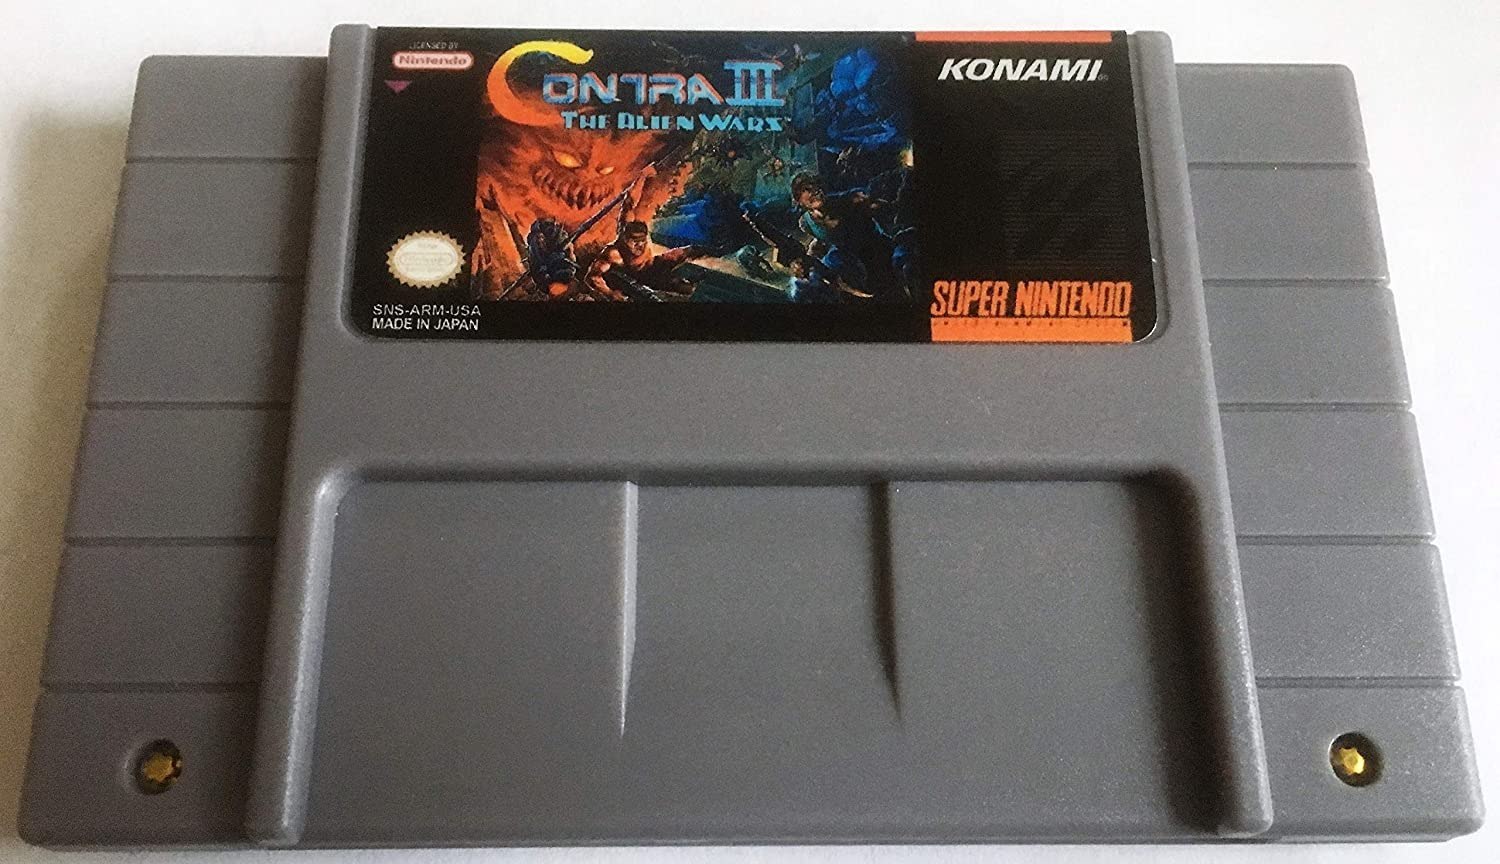 LICENSED BY
Nintendo
CONTRA III
THE ALIEN WARS
KONAMI
SNS-ARM-USA
MADE IN JAPAN
SUPER NINTENDO